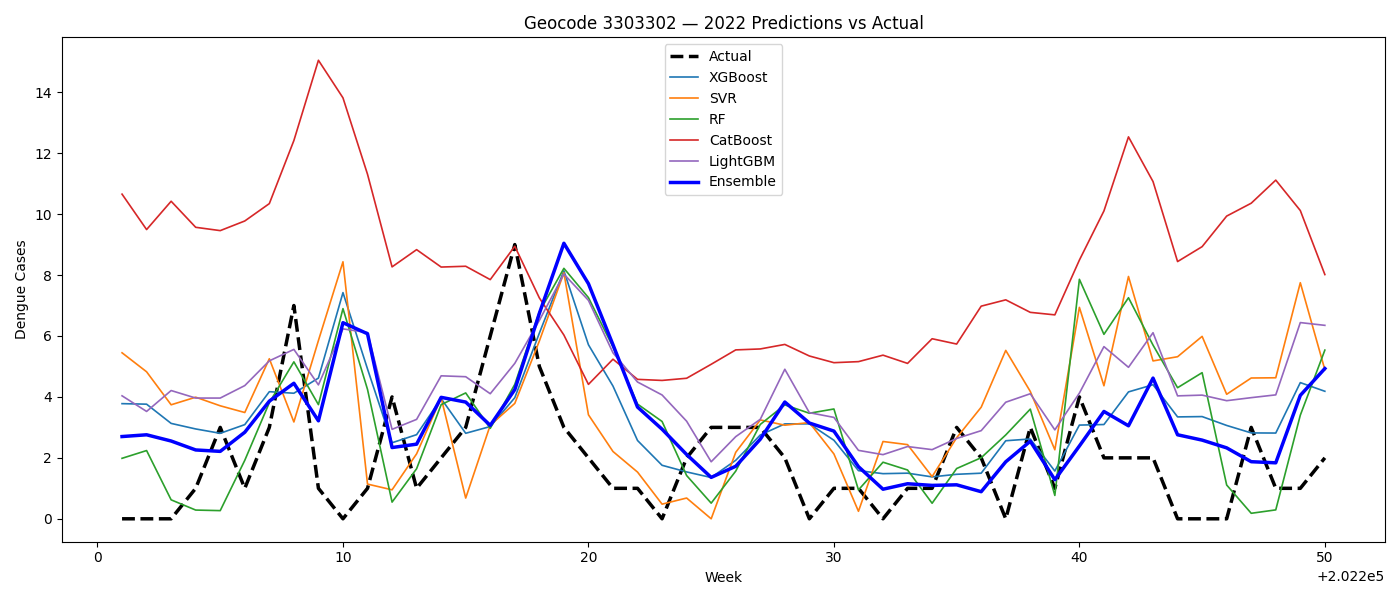 Geocode 3303302 — 2022 Predictions vs Actual
Actual
XGBoost
SVR
RF
CatBoost
LightGBM
Ensemble
Dengue Cases
14
12
10
8
6
4
2
0
0 10 20 30 40 50
+2.022e5
Week